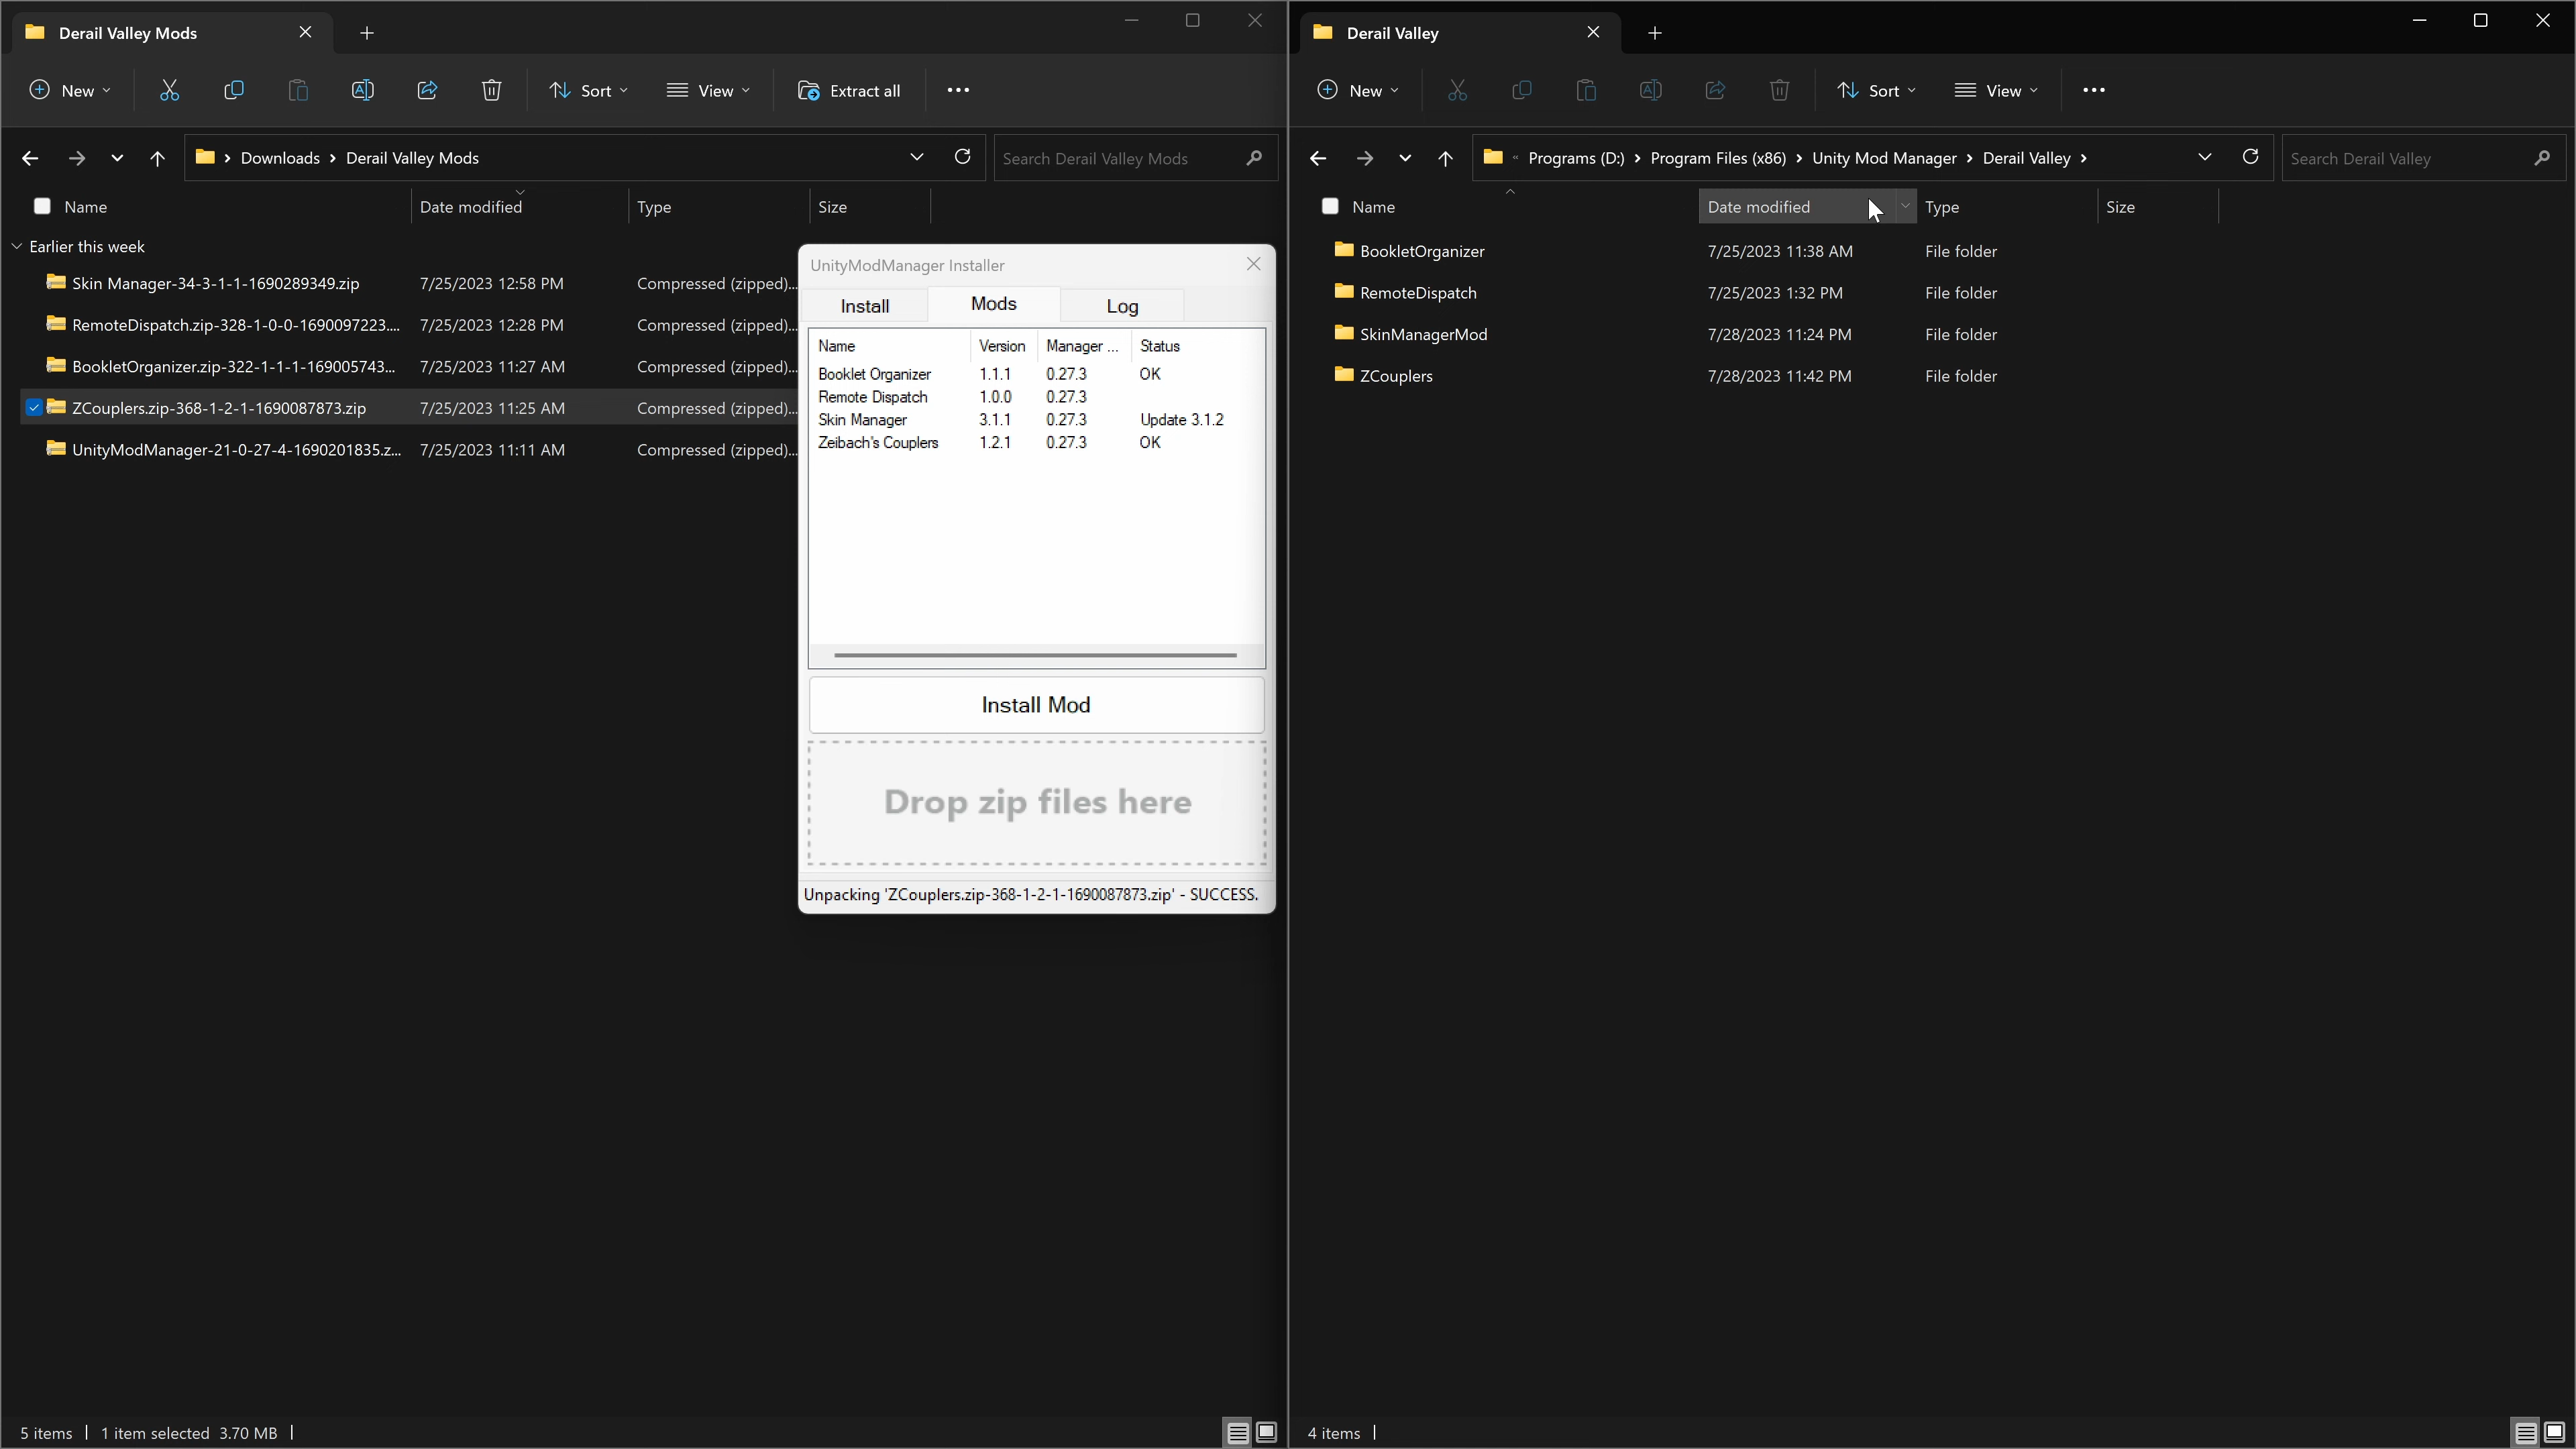 Derail Valley Mods
New
Sort
View
Extract all
Downloads
Derail Valley Mods
Search Derail Valley Mods
Name
Date modified
Type
Size
Earlier this week
Skin Manager-34-3-1-1-1690289349.zip 7/25/2023 12:58 PM Compressed (zipped)...
RemoteDispatch.zip-328-1-0-0-1690097223.... 7/25/2023 12:28 PM Compressed (zipped)...
BookletOrganizer.zip-322-1-1-1-169005743... 7/25/2023 11:27 AM Compressed (zipped)...
ZCouplers.zip-368-1-2-1-1690087873.zip 7/25/2023 11:25 AM Compressed (zipped)...
UnityModManager-21-0-27-4-1690201835.z... 7/25/2023 11:11 AM Compressed (zipped)...
5 items
1 item selected 3.70 MB
UnityModManager Installer
Install
Mods
Log
Name Version Manager ... Status
Booklet Organizer 1.1.1 0.27.3 OK
Remote Dispatch 1.0.0 0.27.3
Skin Manager 3.1.1 0.27.3 Update 3.1.2
Zeibach's Couplers 1.2.1 0.27.3 OK
Install Mod
Drop zip files here
Unpacking 'ZCouplers.zip-368-1-2-1-1690087873.zip' - SUCCESS.
Derail Valley
New
Sort
View
« Programs (D:) › Program Files (x86) › Unity Mod Manager › Derail Valley ›
Search Derail Valley
Name
Date modified
Type
Size
BookletOrganizer 7/25/2023 11:38 AM File folder
RemoteDispatch 7/25/2023 1:32 PM File folder
SkinManagerMod 7/28/2023 11:24 PM File folder
ZCouplers 7/28/2023 11:42 PM File folder
4 items